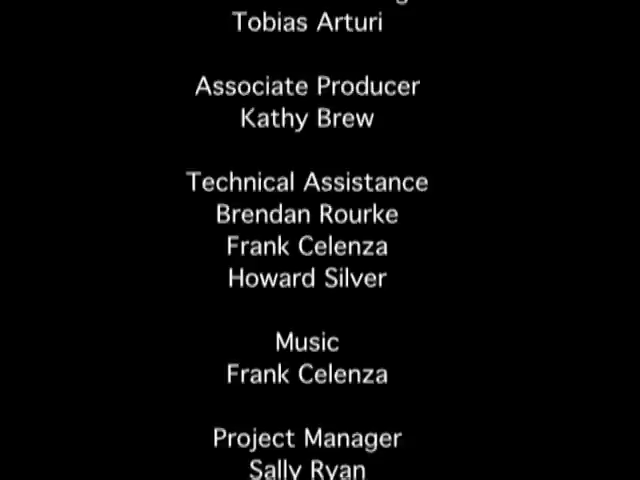 Tobias Arturi
Associate Producer
Kathy Brew
Technical Assistance
Brendan Rourke
Frank Celenza
Howard Silver
Music
Frank Celenza
Project Manager
Sally Ryan